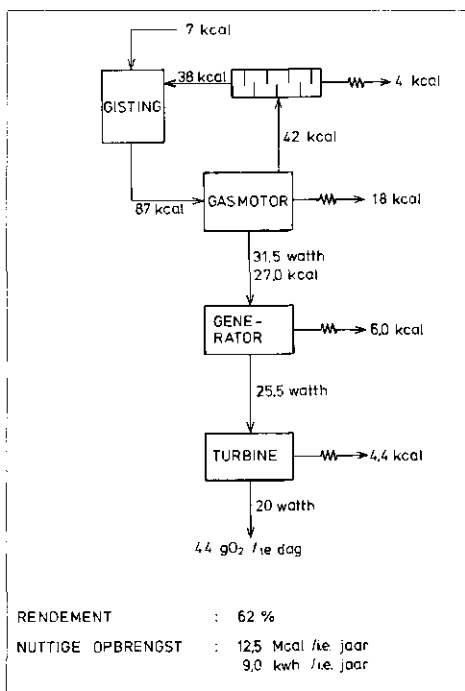 7 kcal
38 kcal
4 kcal
GISTING
42 kcal
87 kcal
GASMOTOR
18 kcal
31,5 watth
27,0 kcal
GENE-
RATOR
6,0 kcal
25,5 watth
TURBINE
4,4 kcal
20 watth
44 gO₂ /ie dag
RENDEMENT : 62 %
NUTTIGE OPBRENGST : 12,5 Mcal /i.e. jaar
9,0 kwh /i.e. jaar